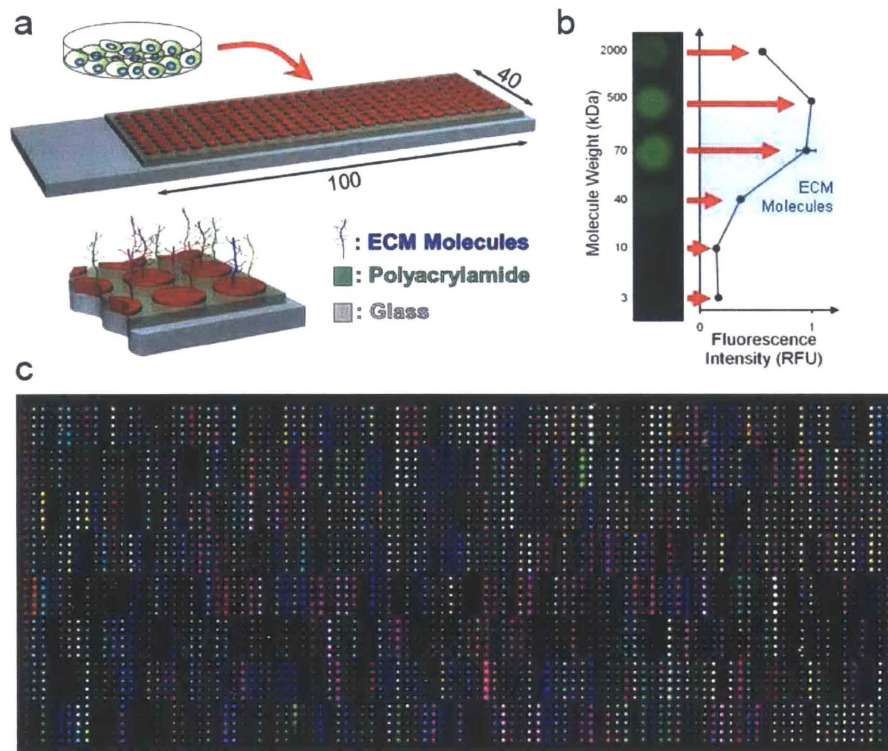 a
40
100
: ECM Molecules
: Polyacrylamide
: Glass
b
Molecule Weight (kDa)
2000
500
70
40
10
3
ECM
Molecules
0
1
Fluorescence
Intensity (RFU)
c